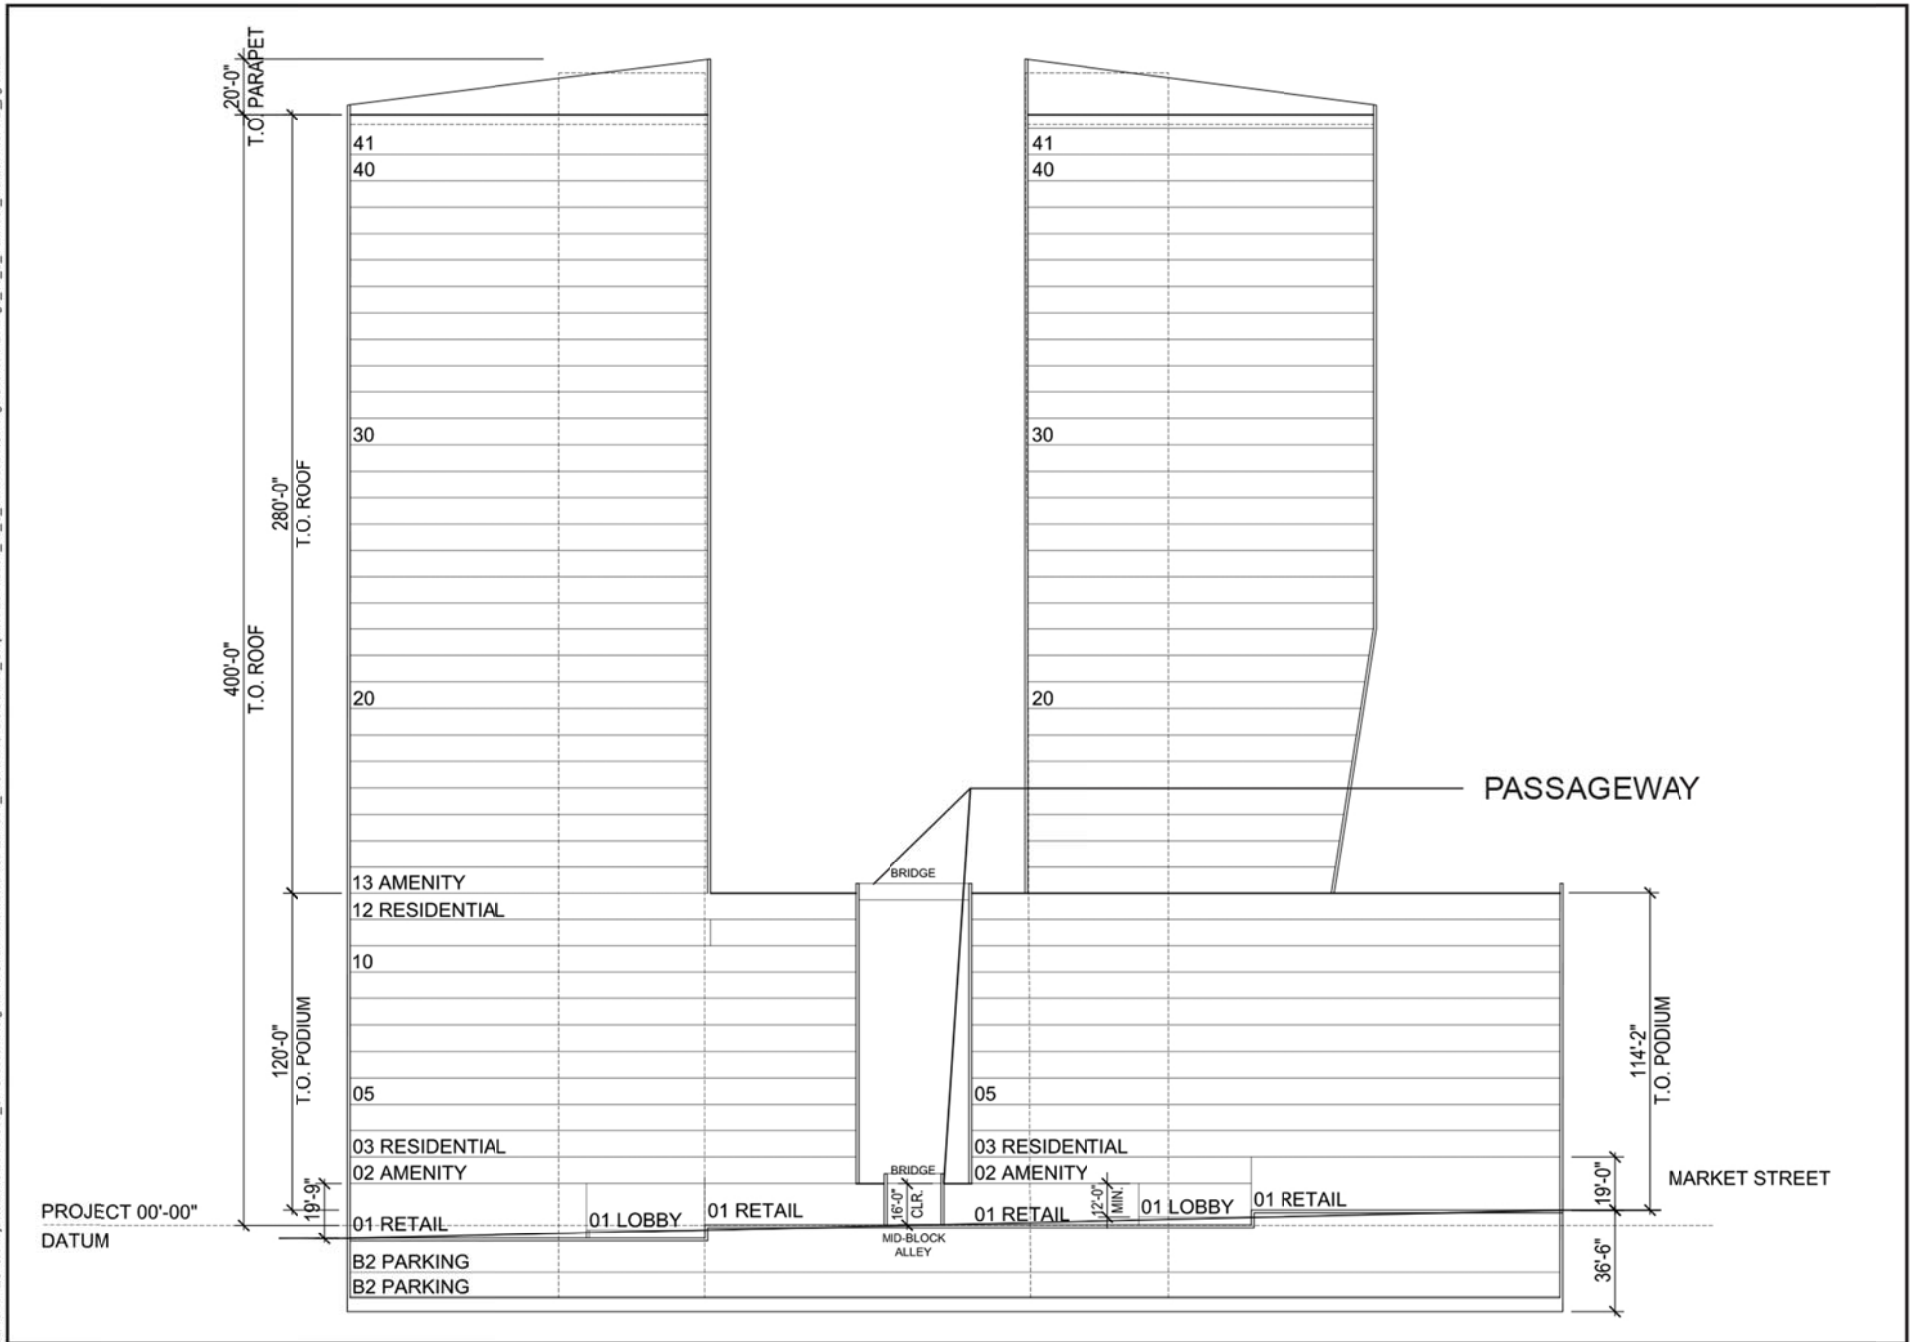 20'-0"
T.O. PARAPET
41
40
41
40
30
30
280'-0"
T.O. ROOF
400'-0"
T.O. ROOF
20
20
PASSAGEWAY
BRIDGE
13 AMENITY
12 RESIDENTIAL
10
120'-0"
T.O. PODIUM
114'-2"
T.O. PODIUM
05
05
03 RESIDENTIAL
03 RESIDENTIAL
02 AMENITY
BRIDGE
02 AMENITY
19'-0"
MARKET STREET
19'-9"
16'-0"
CLR.
12'-0"
MIN.
PROJECT 00'-00"
DATUM
01 RETAIL
01 LOBBY
01 RETAIL
01 RETAIL
01 LOBBY
01 RETAIL
MID-BLOCK
ALLEY
B2 PARKING
B2 PARKING
36'-6"